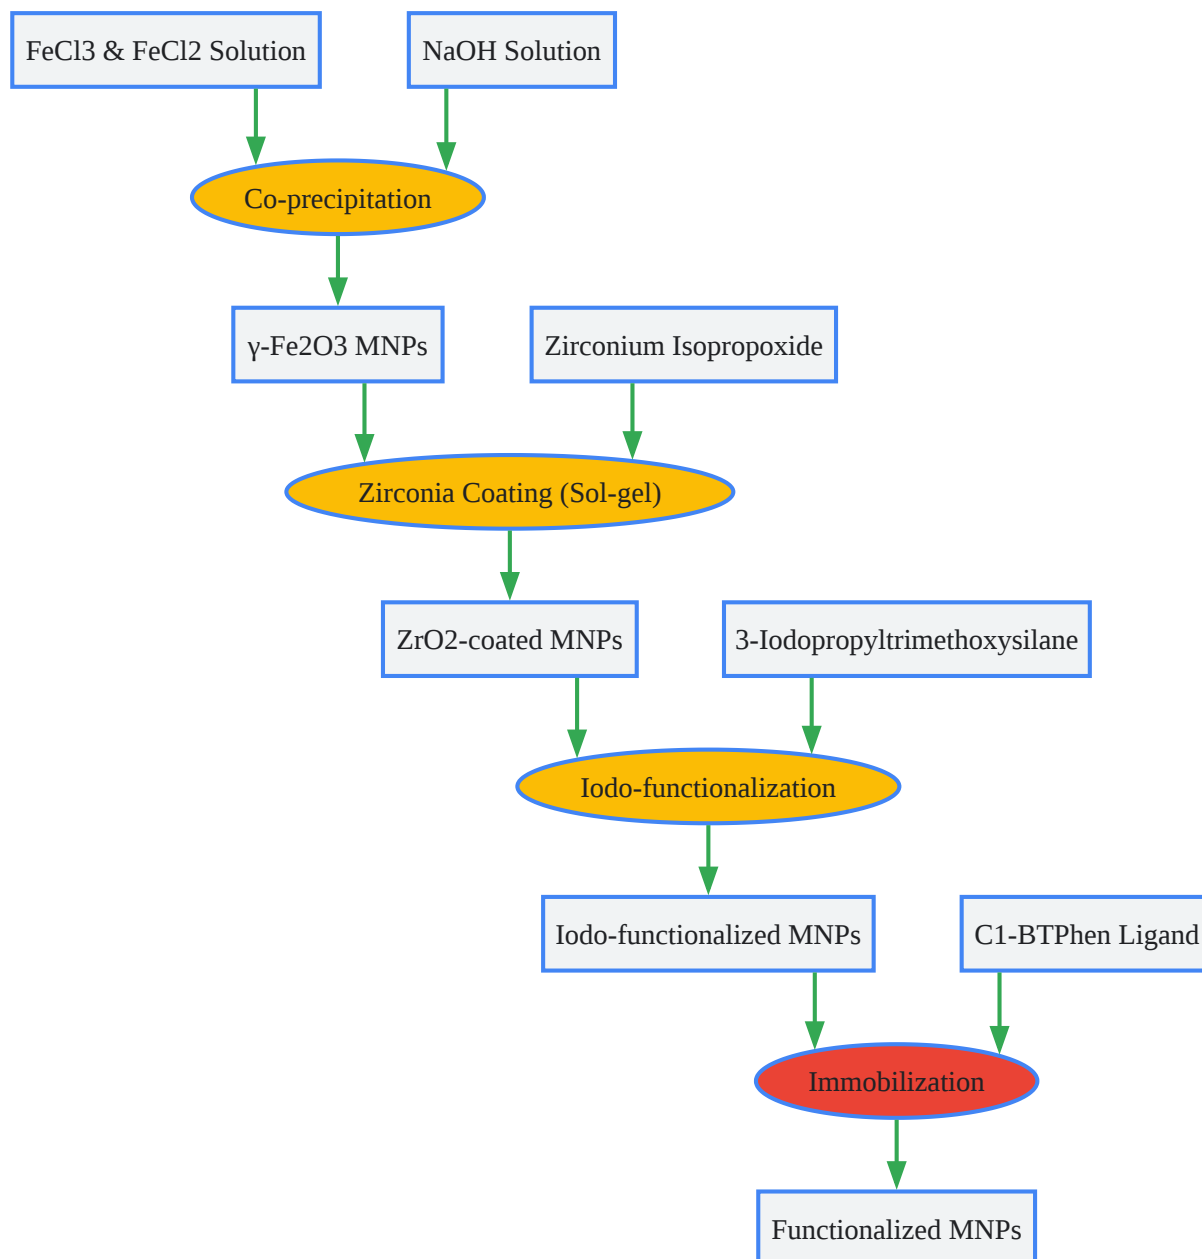 FeCl3 & FeCl2 Solution
NaOH Solution
Co-precipitation
γ-Fe2O3 MNPs
Zirconium Isopropoxide
Zirconia Coating (Sol-gel)
ZrO2-coated MNPs
3-Iodopropyltrimethoxysilane
Iodo-functionalization
Iodo-functionalized MNPs
C1-BTPhen Ligand
Immobilization
Functionalized MNPs